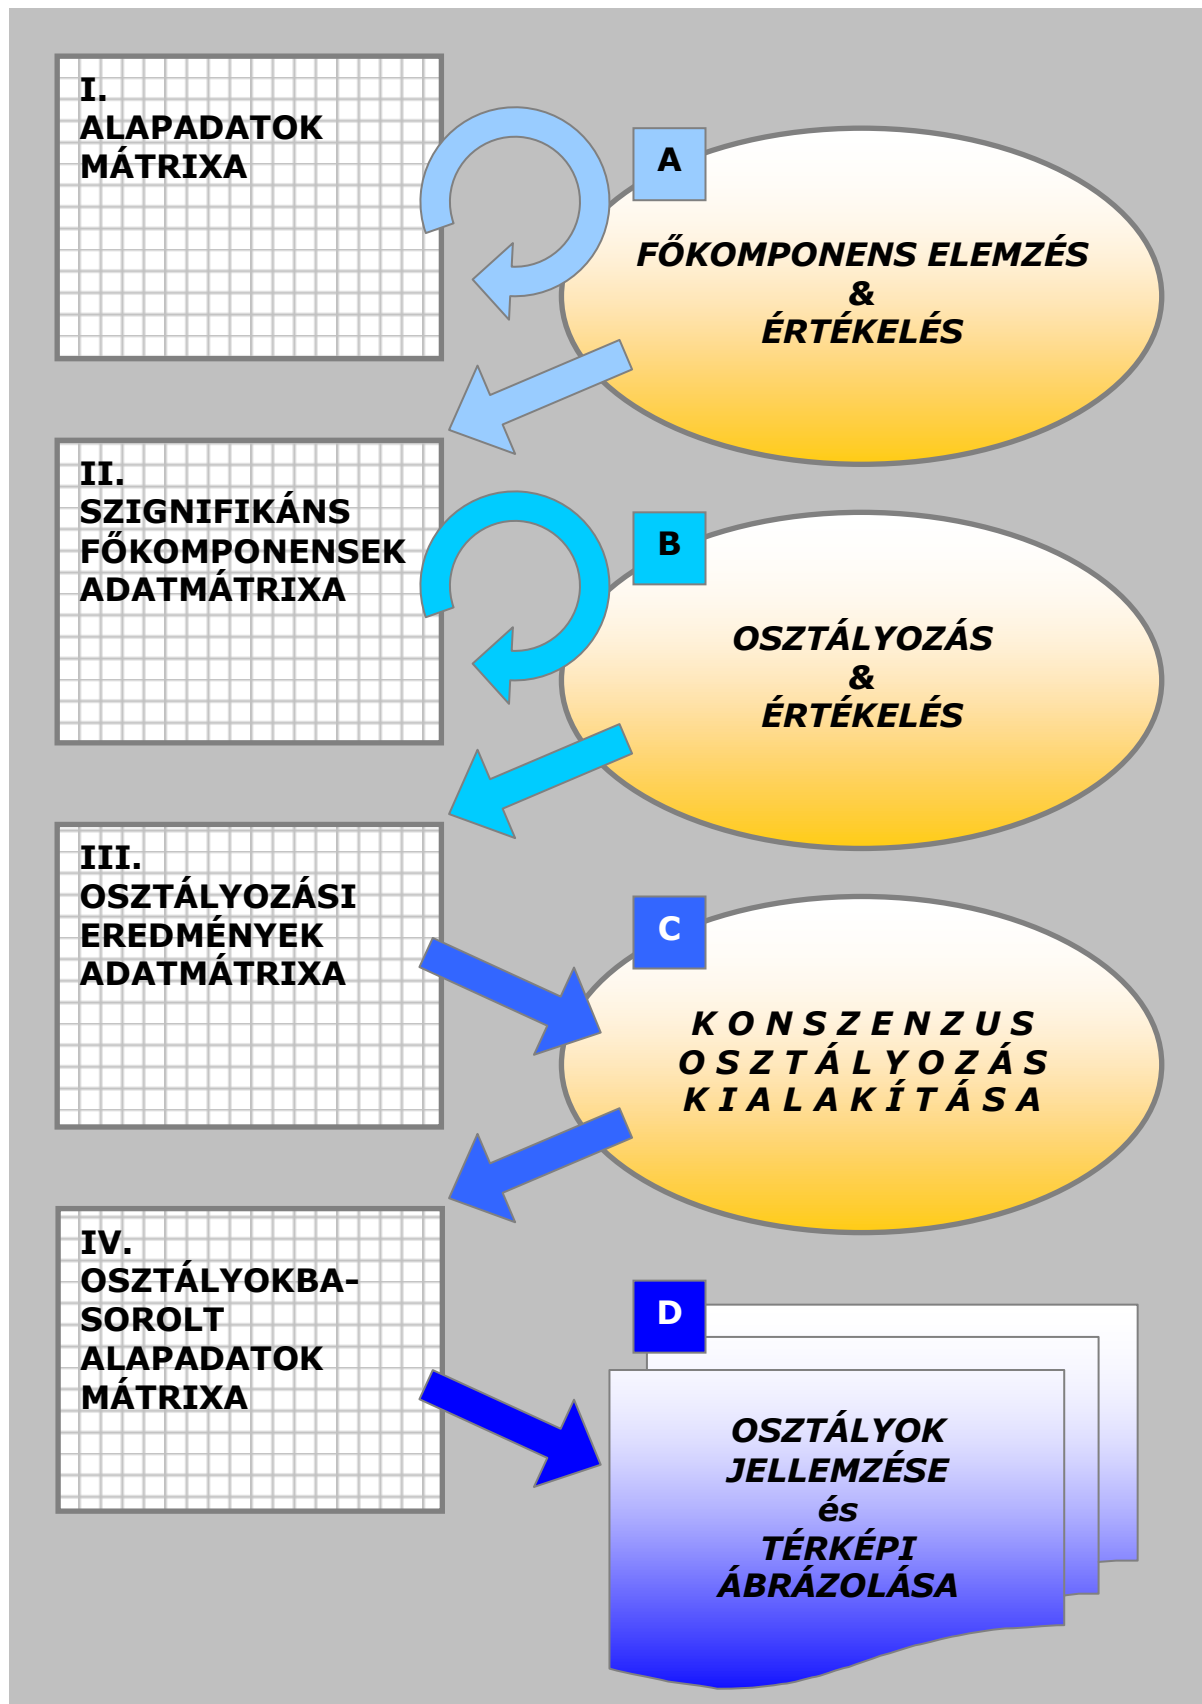 I.
ALAPADATOK
MÁTRIXA
A
FŐKOMPONENS ELEMZÉS
&
ÉRTÉKELÉS
II.
SZIGNIFIKÁNS
FŐKOMPONENSEK
ADATMÁTRIXA
B
OSZTÁLYOZÁS
&
ÉRTÉKELÉS
III.
OSZTÁLYOZÁSI
EREDMÉNYEK
ADATMÁTRIXA
C
K O N S Z E N Z U S
O S Z T Á L Y O Z Á S
K I A L A K Í T Á S A
IV.
OSZTÁLYOKBA-
SOROLT
ALAPADATOK
MÁTRIXA
D
OSZTÁLYOK
JELLEMZÉSE
és
TÉRKÉPI
ÁBRÁZOLÁSA